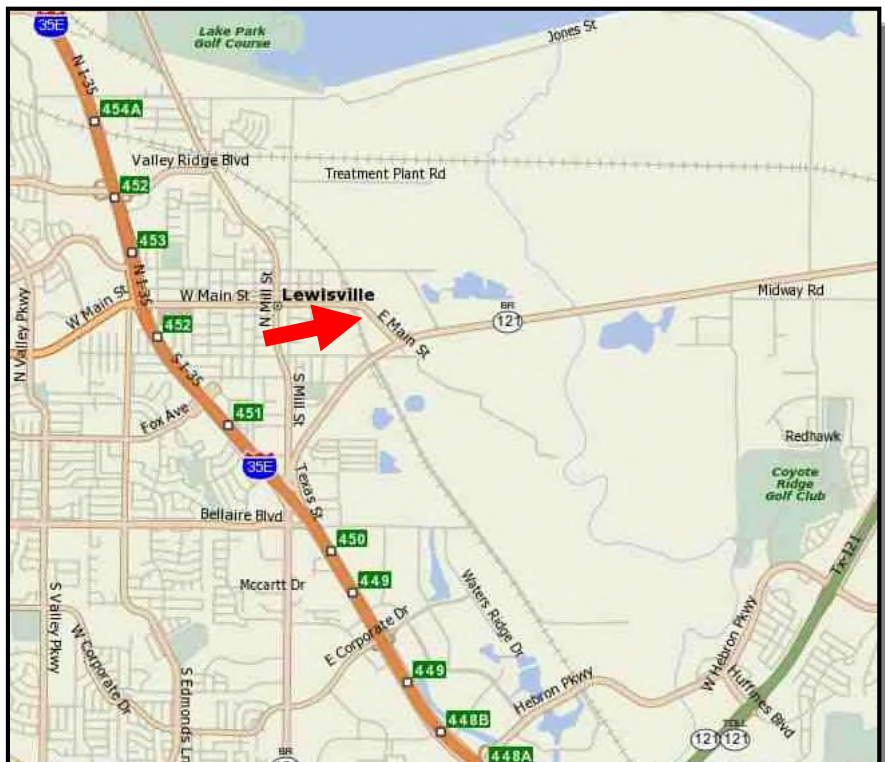 35E
Lake Park
Golf Course
Jones St
N I-35
454A
Valley Ridge Blvd
Treatment Plant Rd
452
453
N I-35
W Main St
Lewisville
N Mill St
Midway Rd
W Main St
E Main St
BR
121
N Valley Pkwy
452
S I-35
S Mill St
Fox Ave
451
Redhawk
35E
Coyote
Ridge
Golf Club
Texas St
Bellaire Blvd
450
Tx-121
Mccartt Dr
449
Waters Ridge Dr
S Valley Pkwy
W Corporate Dr
E Corporate Dr
W Hebron Pkwy
S Edmonds Ln
449
Hebron Pkwy
Huffines Blvd
448B
BR
121
TOLL
121
448A